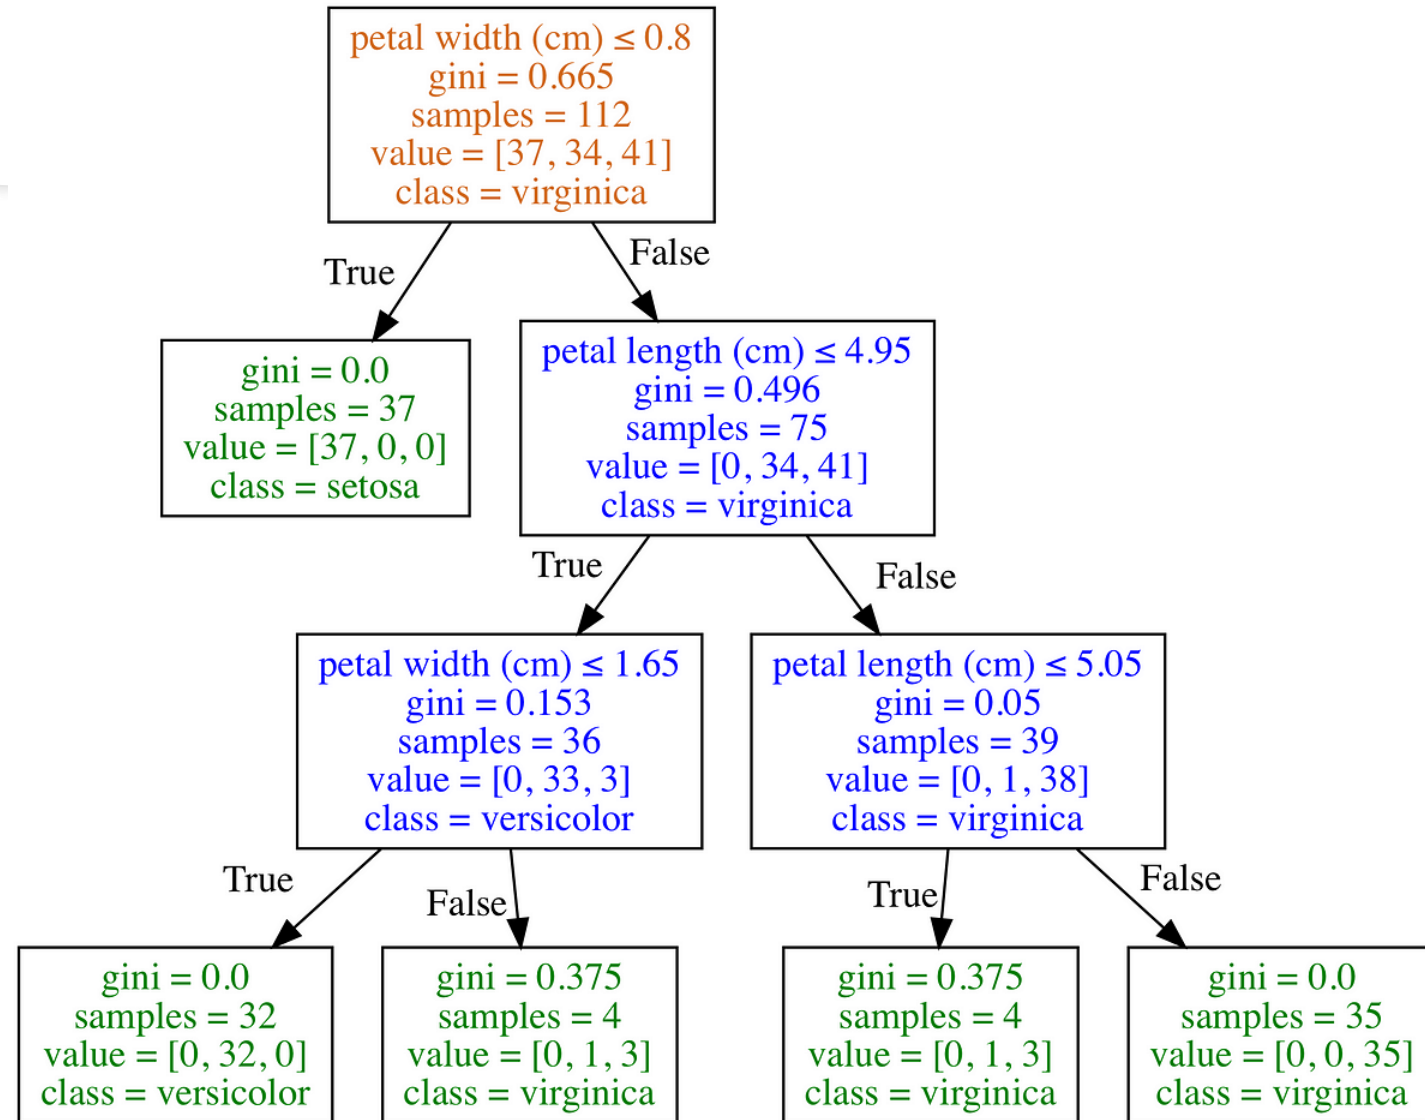 petal width (cm) ≤ 0.8
gini = 0.665
samples = 112
value = [37, 34, 41]
class = virginica
True
False
gini = 0.0
samples = 37
value = [37, 0, 0]
class = setosa
petal length (cm) ≤ 4.95
gini = 0.496
samples = 75
value = [0, 34, 41]
class = virginica
True
False
petal width (cm) ≤ 1.65
gini = 0.153
samples = 36
value = [0, 33, 3]
class = versicolor
petal length (cm) ≤ 5.05
gini = 0.05
samples = 39
value = [0, 1, 38]
class = virginica
True
False
True
False
gini = 0.0
samples = 32
value = [0, 32, 0]
class = versicolor
gini = 0.375
samples = 4
value = [0, 1, 3]
class = virginica
gini = 0.375
samples = 4
value = [0, 1, 3]
class = virginica
gini = 0.0
samples = 35
value = [0, 0, 35]
class = virginica